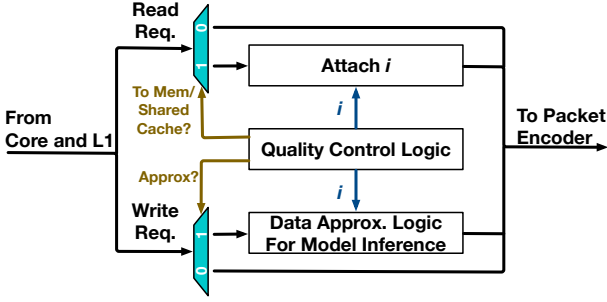 Read
Req.
0
1
Attach i
To Mem/
Shared
Cache?
i
From
Core and L1
To Packet
Encoder
Quality Control Logic
Approx?
i
Write
Req.
1
0
Data Approx. Logic
For Model Inference